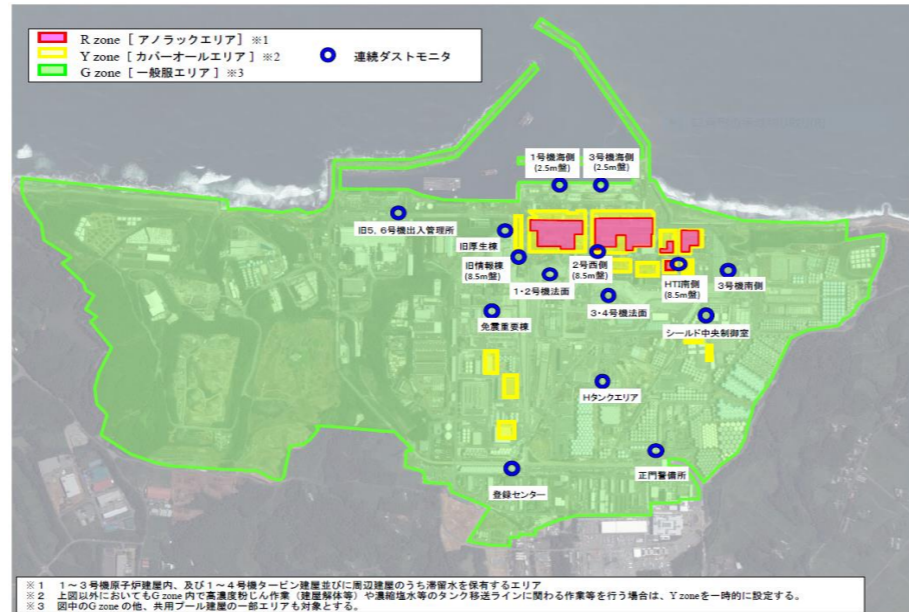 R zone [ アノラックエリア] ※1
Y zone [ カバーオールエリア] ※2
G zone [ 一般服エリア] ※3
連続ダストモニタ
1号機海側
(2.5m盤)
3号機海側
(2.5m盤)
旧5、6号機出入管理所
旧厚生棟
旧情報棟
(8.5m盤)
2号西側
(8.5m盤)
HTI南側
(8.5m盤)
3号機南側
1・2号機法面
3・4号機法面
免震重要棟
シールド中央制御室
Hタンクエリア
正門警備所
登録センター
※1 1～3号機原子炉建屋内、及び1～4号機タービン建屋並びに周辺建屋のうち滞留水を保有するエリア
※2 上図以外においてもG zone 内で高濃度粉じん作業（建屋解体等）や濃縮塩水等のタンク移送ラインに関わる作業等を行う場合は、Y zoneを一時的に設定する。
※3 図中のG zone の他、共用プール建屋の一部エリアも対象とする。